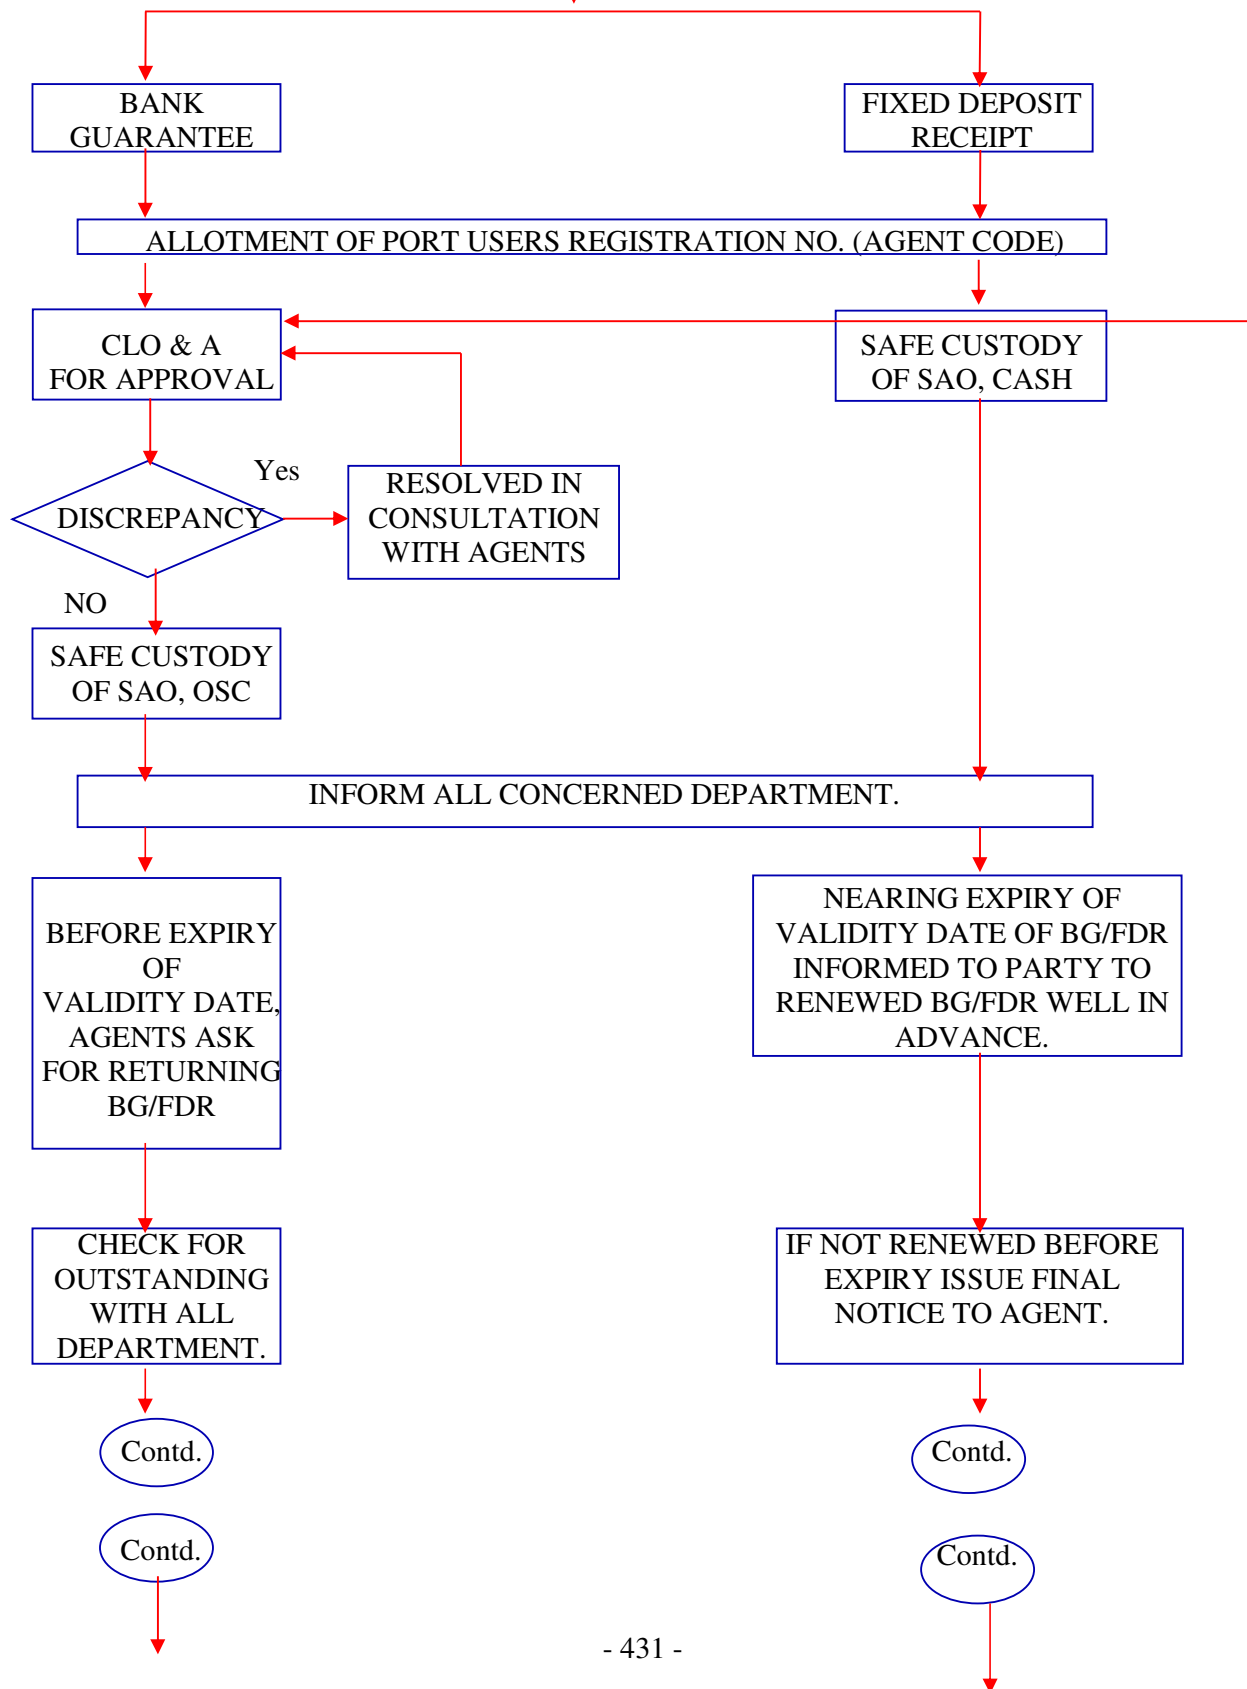 BANK
GUARANTEE
FIXED DEPOSIT
RECEIPT
ALLOTMENT OF PORT USERS REGISTRATION NO. (AGENT CODE)
CLO & A
FOR APPROVAL
SAFE CUSTODY
OF SAO, CASH
DISCREPANCY
Yes
RESOLVED IN
CONSULTATION
WITH AGENTS
NO
SAFE CUSTODY
OF SAO, OSC
INFORM ALL CONCERNED DEPARTMENT.
BEFORE EXPIRY
OF
VALIDITY DATE,
AGENTS ASK
FOR RETURNING
BG/FDR
NEARING EXPIRY OF
VALIDITY DATE OF BG/FDR
INFORMED TO PARTY TO
RENEWED BG/FDR WELL IN
ADVANCE.
CHECK FOR
OUTSTANDING
WITH ALL
DEPARTMENT.
IF NOT RENEWED BEFORE
EXPIRY ISSUE FINAL
NOTICE TO AGENT.
Contd.
Contd.
Contd.
Contd.
- 431 -